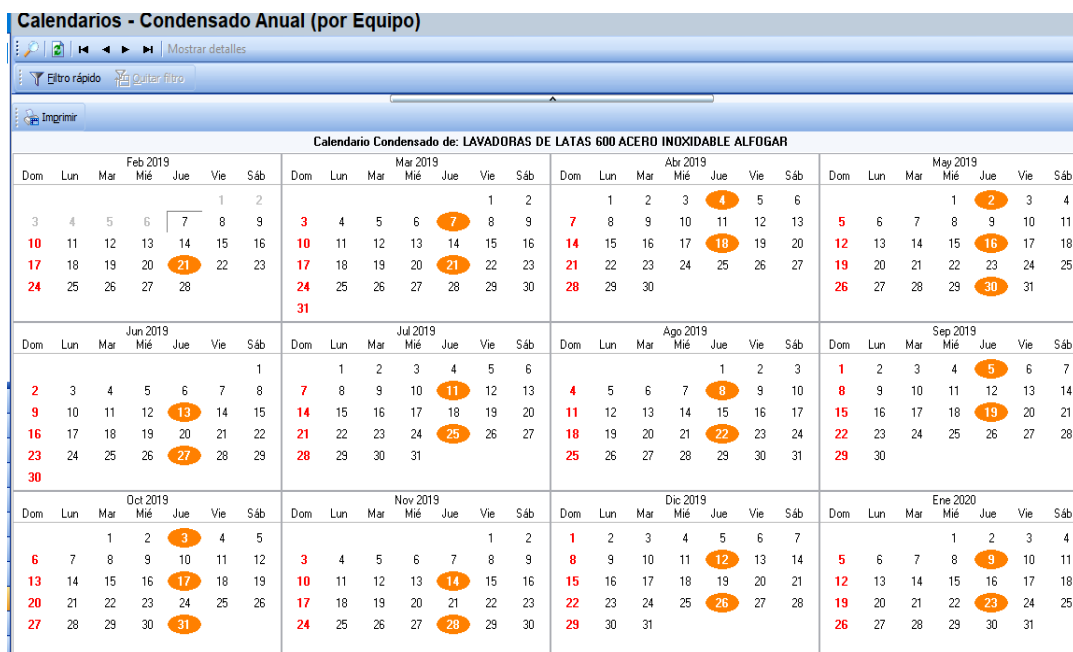 Calendarios - Condensado Anual (por Equipo)
Mostrar detalles
Filtro rápido Quitar filtro
Imprimir
Calendario Condensado de: LAVADORAS DE LATAS 600 ACERO INOXIDABLE ALFOGAR
Feb 2019 Mar 2019 Abr 2019 May 2019
Dom Lun Mar Mié Jue Vie Sáb Dom Lun Mar Mié Jue Vie Sáb Dom Lun Mar Mié Jue Vie Sáb Dom Lun Mar Mié Jue Vie Sáb
1 2 1 2 1 2 3 4 5 6 1 2 3 4
3 4 5 6 7 8 9 3 4 5 6 7 8 9 7 8 9 10 11 12 13 5 6 7 8 9 10 11
10 11 12 13 14 15 16 10 11 12 13 14 15 16 14 15 16 17 18 19 20 12 13 14 15 16 17 18
17 18 19 20 21 22 23 17 18 19 20 21 22 23 21 22 23 24 25 26 27 19 20 21 22 23 24 25
24 25 26 27 28 24 25 26 27 28 29 30 28 29 30 26 27 28 29 30 31
31
Jun 2019 Jul 2019 Ago 2019 Sep 2019
Dom Lun Mar Mié Jue Vie Sáb Dom Lun Mar Mié Jue Vie Sáb Dom Lun Mar Mié Jue Vie Sáb Dom Lun Mar Mié Jue Vie Sáb
1 1 2 3 4 5 6 1 2 3 1 2 3 4 5 6 7
2 3 4 5 6 7 8 7 8 9 10 11 12 13 4 5 6 7 8 9 10 8 9 10 11 12 13 14
9 10 11 12 13 14 15 14 15 16 17 18 19 20 11 12 13 14 15 16 17 15 16 17 18 19 20 21
16 17 18 19 20 21 22 21 22 23 24 25 26 27 18 19 20 21 22 23 24 22 23 24 25 26 27 28
23 24 25 26 27 28 29 28 29 30 31 25 26 27 28 29 30 31 29 30
30
Oct 2019 Nov 2019 Dic 2019 Ene 2020
Dom Lun Mar Mié Jue Vie Sáb Dom Lun Mar Mié Jue Vie Sáb Dom Lun Mar Mié Jue Vie Sáb Dom Lun Mar Mié Jue Vie Sáb
1 2 3 4 5 1 2 1 2 3 4 5 6 7 1 2 3 4
6 7 8 9 10 11 12 3 4 5 6 7 8 9 8 9 10 11 12 13 14 5 6 7 8 9 10 11
13 14 15 16 17 18 19 10 11 12 13 14 15 16 15 16 17 18 19 20 21 12 13 14 15 16 17 18
20 21 22 23 24 25 26 17 18 19 20 21 22 23 22 23 24 25 26 27 28 19 20 21 22 23 24 25
27 28 29 30 31 24 25 26 27 28 29 30 29 30 31 26 27 28 29 30 31